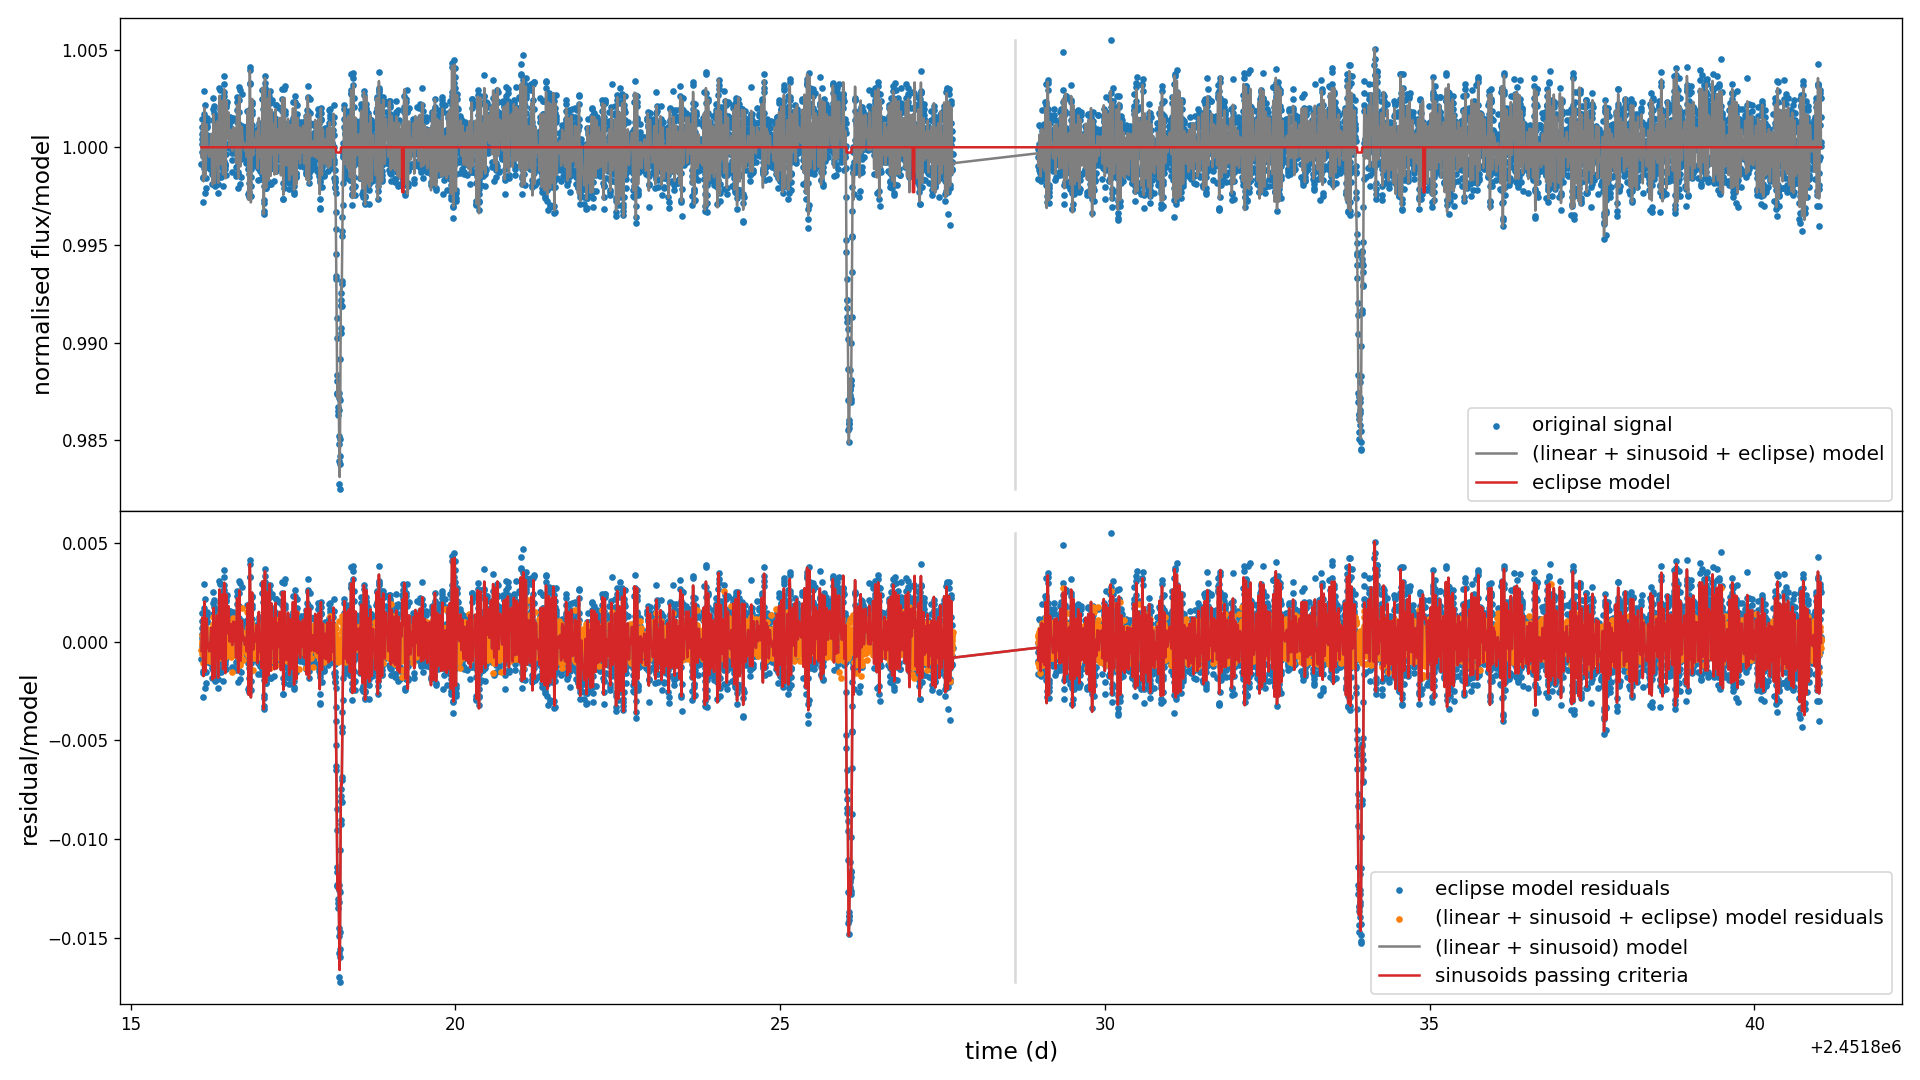 normalised flux/model
1.005
1.000
0.995
0.990
0.985
original signal
(linear + sinusoid + eclipse) model
eclipse model
residual/model
0.005
0.000
−0.005
−0.010
−0.015
eclipse model residuals
(linear + sinusoid + eclipse) model residuals
(linear + sinusoid) model
sinusoids passing criteria
15 20 25 30 35 40
time (d)
+2.4518e6